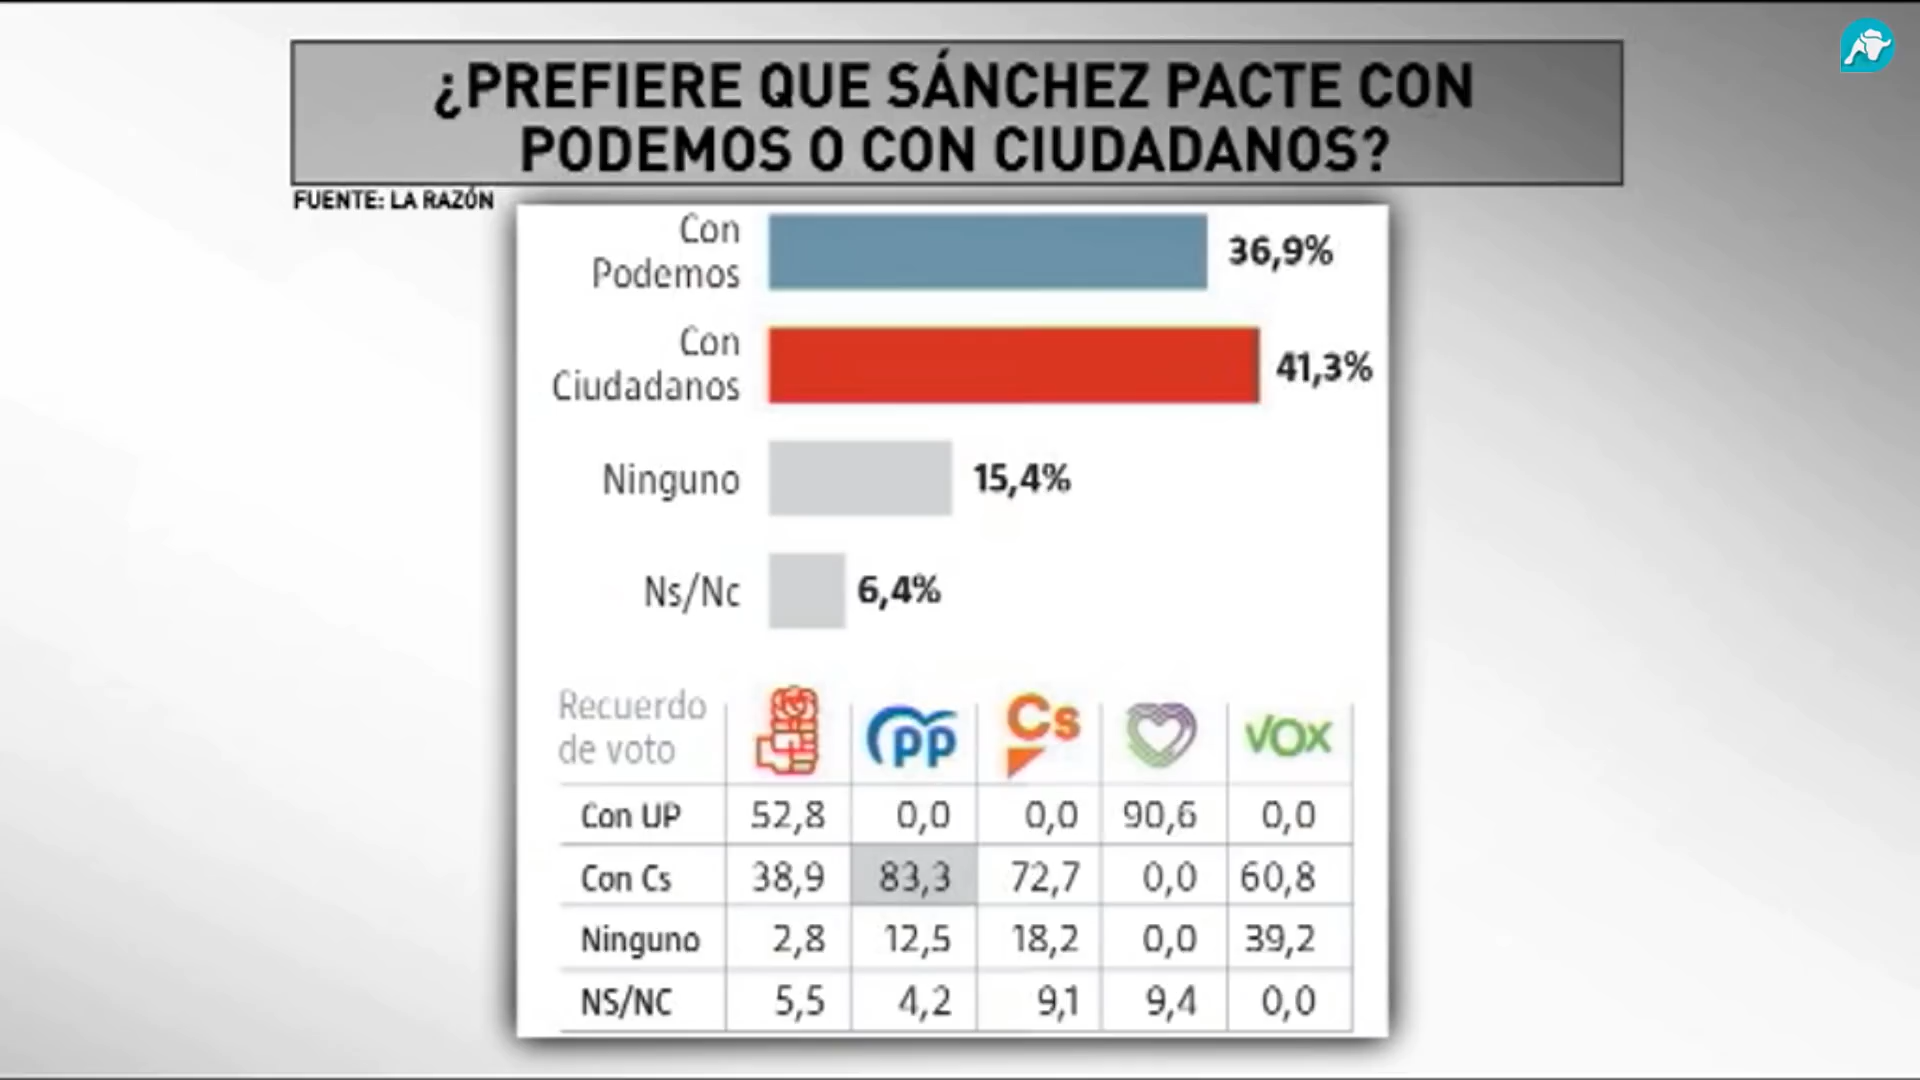 ¿PREFIERE QUE SÁNCHEZ PACTE CON
PODEMOS O CON CIUDADANOS?
FUENTE: LA RAZÓN
Con
Podemos
36,9%
Con
Ciudadanos
41,3%
Ninguno 15,4%
Ns/Nc 6,4%
Recuerdo
de voto
pp Cs VOX
Con UP 52,8 0,0 0,0 90,6 0,0
Con Cs 38,9 83,3 72,7 0,0 60,8
Ninguno 2,8 12,5 18,2 0,0 39,2
NS/NC 5,5 4,2 9,1 9,4 0,0